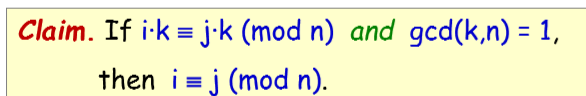 Claim. If i·k ≡ j·k (mod n) and gcd(k,n) = 1,
then i ≡ j (mod n).